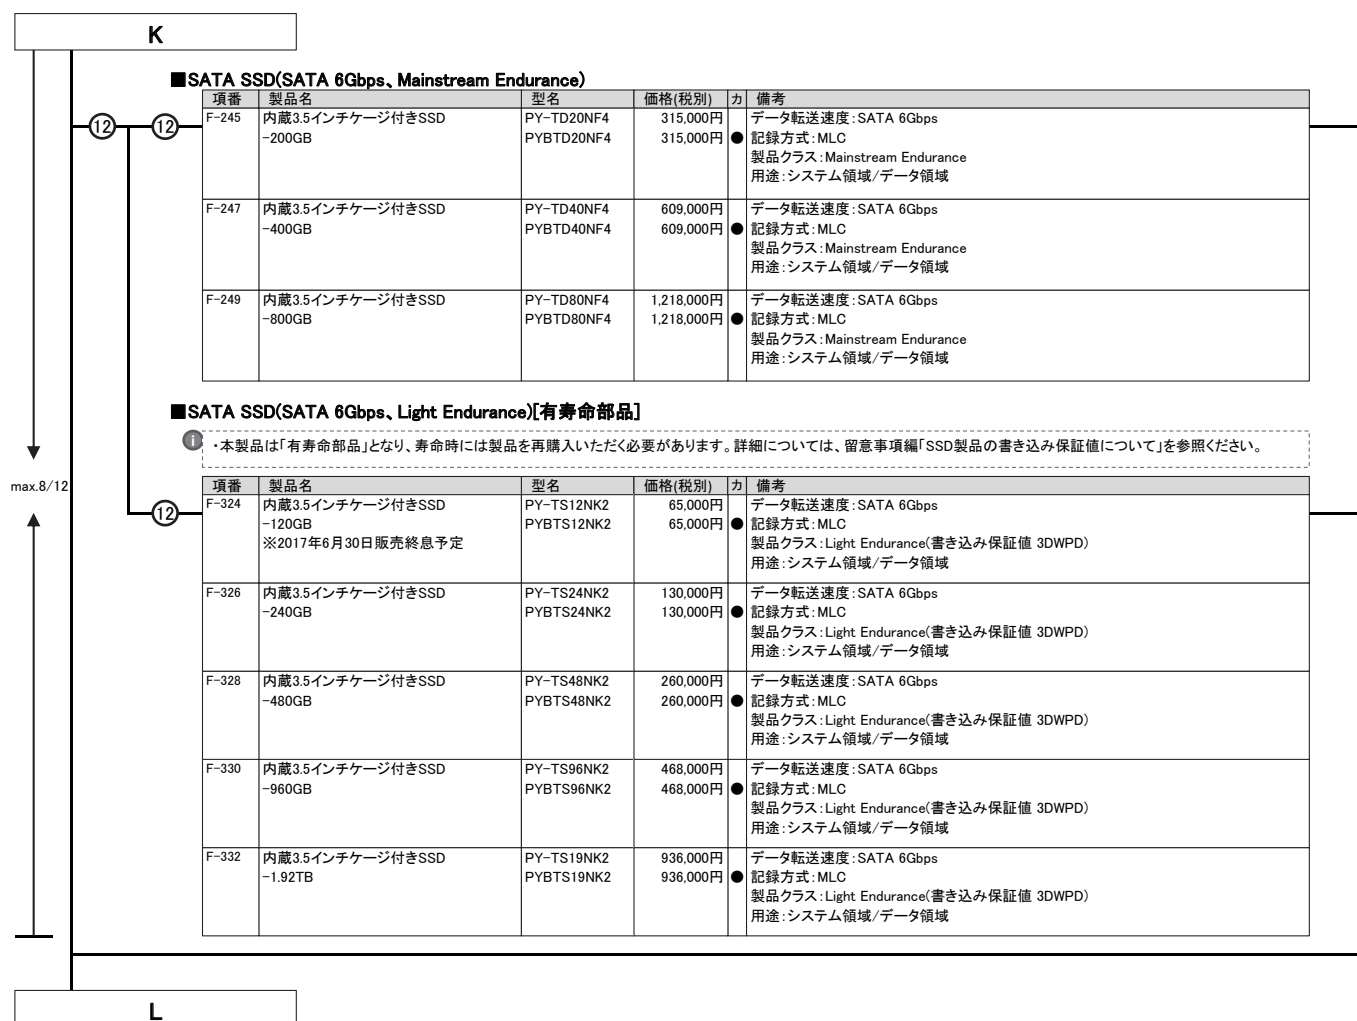 K
■SATA SSD(SATA 6Gbps、Mainstream Endurance)
項番 製品名 型名 価格(税別) カ 備考
F-245 内蔵3.5インチケージ付きSSD PY-TD20NF4 315,000円 データ転送速度:SATA 6Gbps
⑫ ⑫
-200GB PYBTD20NF4 315,000円 ● 記録方式:MLC
製品クラス:Mainstream Endurance
用途:システム領域/データ領域
F-247 内蔵3.5インチケージ付きSSD PY-TD40NF4 609,000円 データ転送速度:SATA 6Gbps
-400GB PYBTD40NF4 609,000円 ● 記録方式:MLC
製品クラス:Mainstream Endurance
用途:システム領域/データ領域
F-249 内蔵3.5インチケージ付きSSD PY-TD80NF4 1,218,000円 データ転送速度:SATA 6Gbps
-800GB PYBTD80NF4 1,218,000円 ● 記録方式:MLC
製品クラス:Mainstream Endurance
用途:システム領域/データ領域
■SATA SSD(SATA 6Gbps、Light Endurance)[有寿命部品]
i ・本製品は「有寿命部品」となり、寿命時には製品を再購入いただく必要があります。詳細については、留意事項編「SSD製品の書き込み保証値について」を参照ください。
max.8/12
項番 製品名 型名 価格(税別) カ 備考
F-324 内蔵3.5インチケージ付きSSD PY-TS12NK2 65,000円 データ転送速度:SATA 6Gbps
⑫
-120GB PYBTS12NK2 65,000円 ● 記録方式:MLC
※2017年6月30日販売終息予定 製品クラス:Light Endurance(書き込み保証値 3DWPD)
用途:システム領域/データ領域
F-326 内蔵3.5インチケージ付きSSD PY-TS24NK2 130,000円 データ転送速度:SATA 6Gbps
-240GB PYBTS24NK2 130,000円 ● 記録方式:MLC
製品クラス:Light Endurance(書き込み保証値 3DWPD)
用途:システム領域/データ領域
F-328 内蔵3.5インチケージ付きSSD PY-TS48NK2 260,000円 データ転送速度:SATA 6Gbps
-480GB PYBTS48NK2 260,000円 ● 記録方式:MLC
製品クラス:Light Endurance(書き込み保証値 3DWPD)
用途:システム領域/データ領域
F-330 内蔵3.5インチケージ付きSSD PY-TS96NK2 468,000円 データ転送速度:SATA 6Gbps
-960GB PYBTS96NK2 468,000円 ● 記録方式:MLC
製品クラス:Light Endurance(書き込み保証値 3DWPD)
用途:システム領域/データ領域
F-332 内蔵3.5インチケージ付きSSD PY-TS19NK2 936,000円 データ転送速度:SATA 6Gbps
-1.92TB PYBTS19NK2 936,000円 ● 記録方式:MLC
製品クラス:Light Endurance(書き込み保証値 3DWPD)
用途:システム領域/データ領域
L